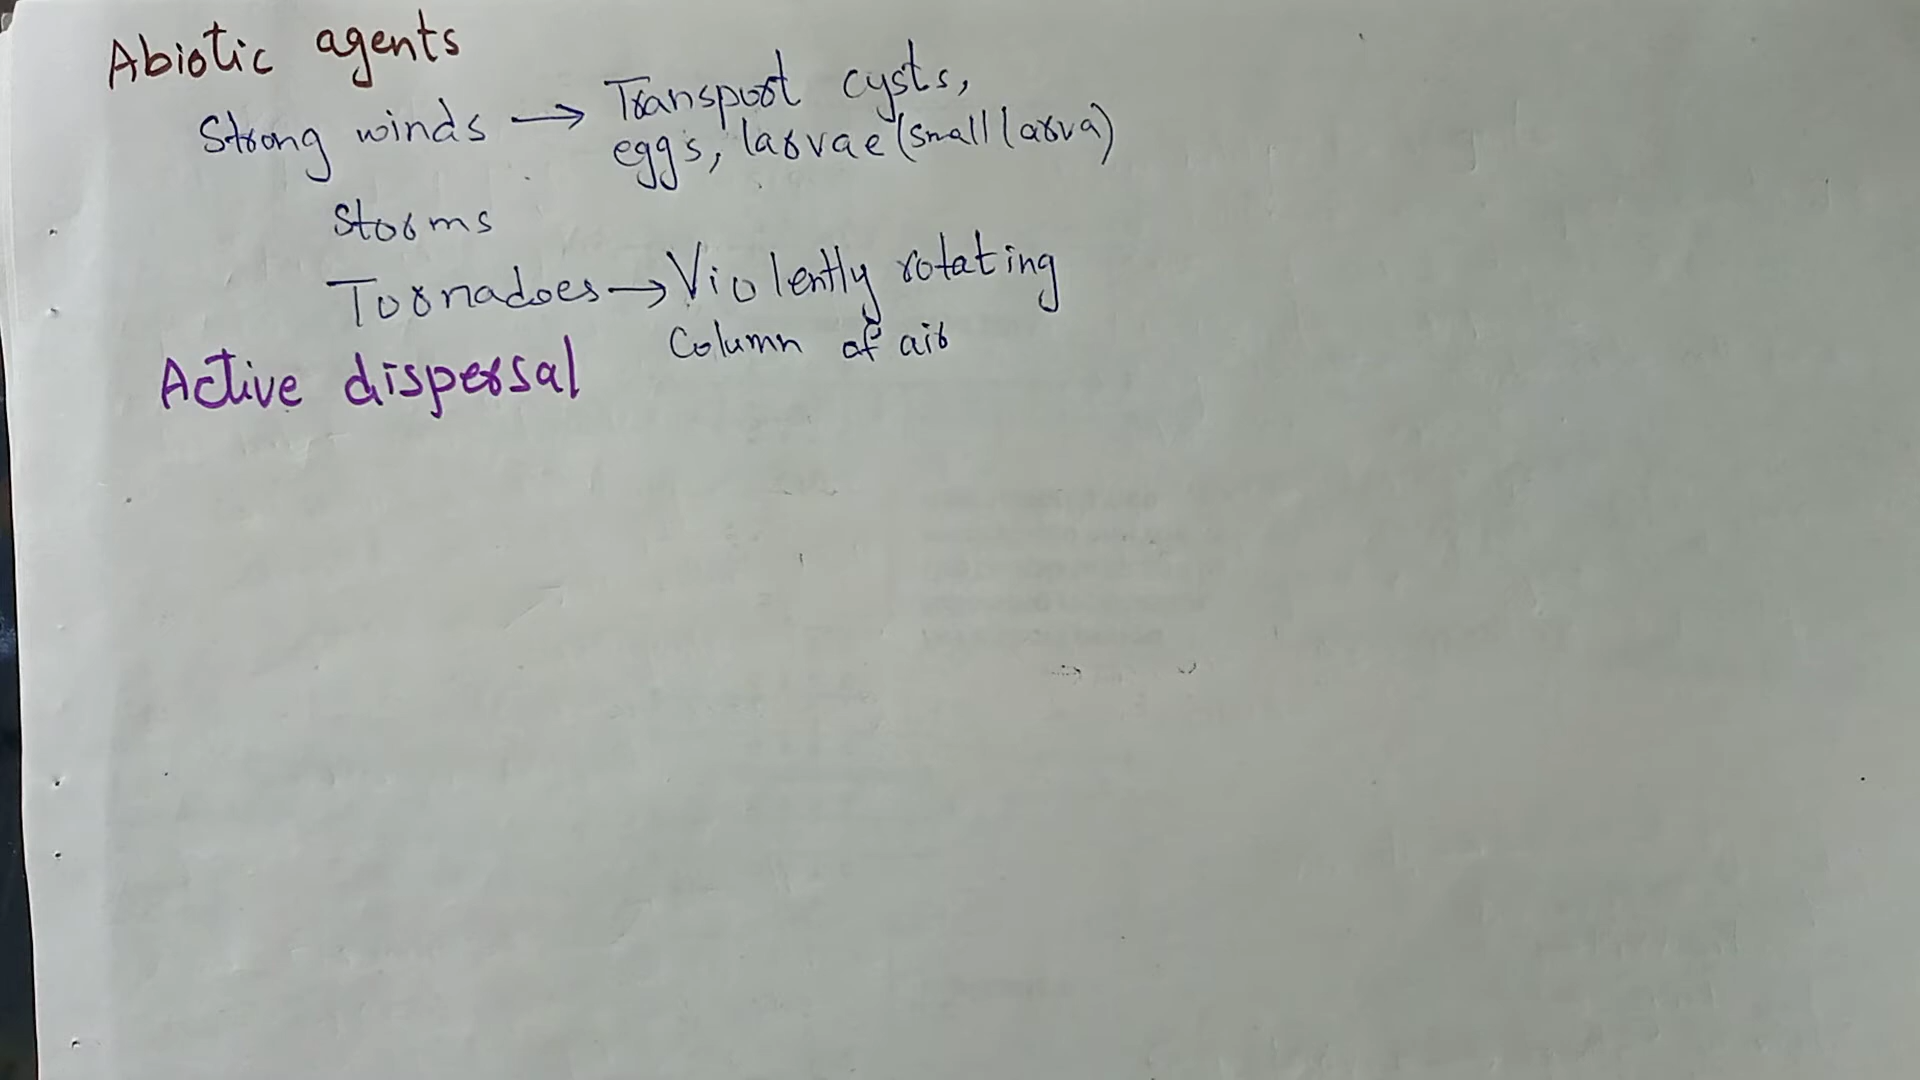 Abiotic agents
Strong winds → Transport cysts,
eggs, larvae (small larva)
Storms
Tornadoes → Violently rotating
Column of air
Active dispersal